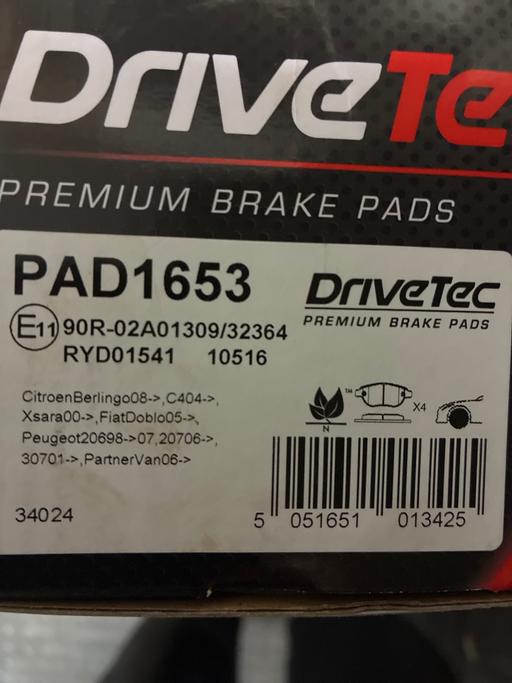 DriveTe
PREMIUM BRAKE PADS
PAD1653
DriveTec
PREMIUM BRAKE PADS
E11 90R-02A01309/32364
RYD01541 10516
CitroenBerlingo08->,C404->,
Xsara00->,FiatDoblo05->,
Peugeot20698->07,20706->,
30701->,PartnerVan06->
TM
N
X4
34024
5 051651 013425